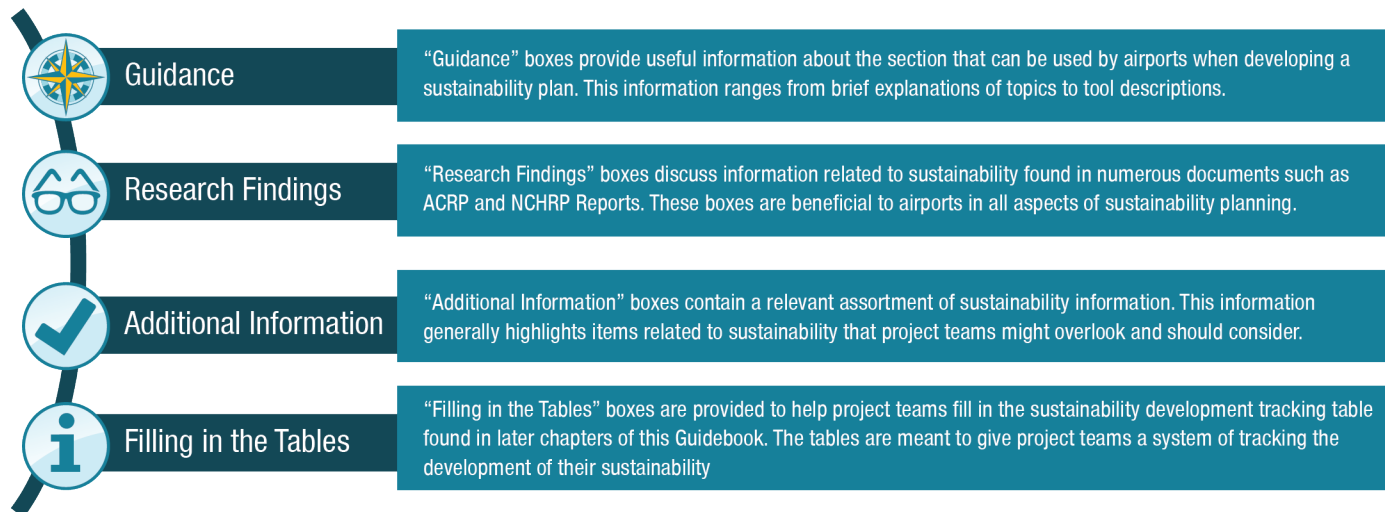 Guidance
“Guidance” boxes provide useful information about the section that can be used by airports when developing a
sustainability plan. This information ranges from brief explanations of topics to tool descriptions.
Research Findings
“Research Findings” boxes discuss information related to sustainability found in numerous documents such as
ACRP and NCHRP Reports. These boxes are beneficial to airports in all aspects of sustainability planning.
Additional Information
“Additional Information” boxes contain a relevant assortment of sustainability information. This information
generally highlights items related to sustainability that project teams might overlook and should consider.
Filling in the Tables
“Filling in the Tables” boxes are provided to help project teams fill in the sustainability development tracking table
found in later chapters of this Guidebook. The tables are meant to give project teams a system of tracking the
development of their sustainability